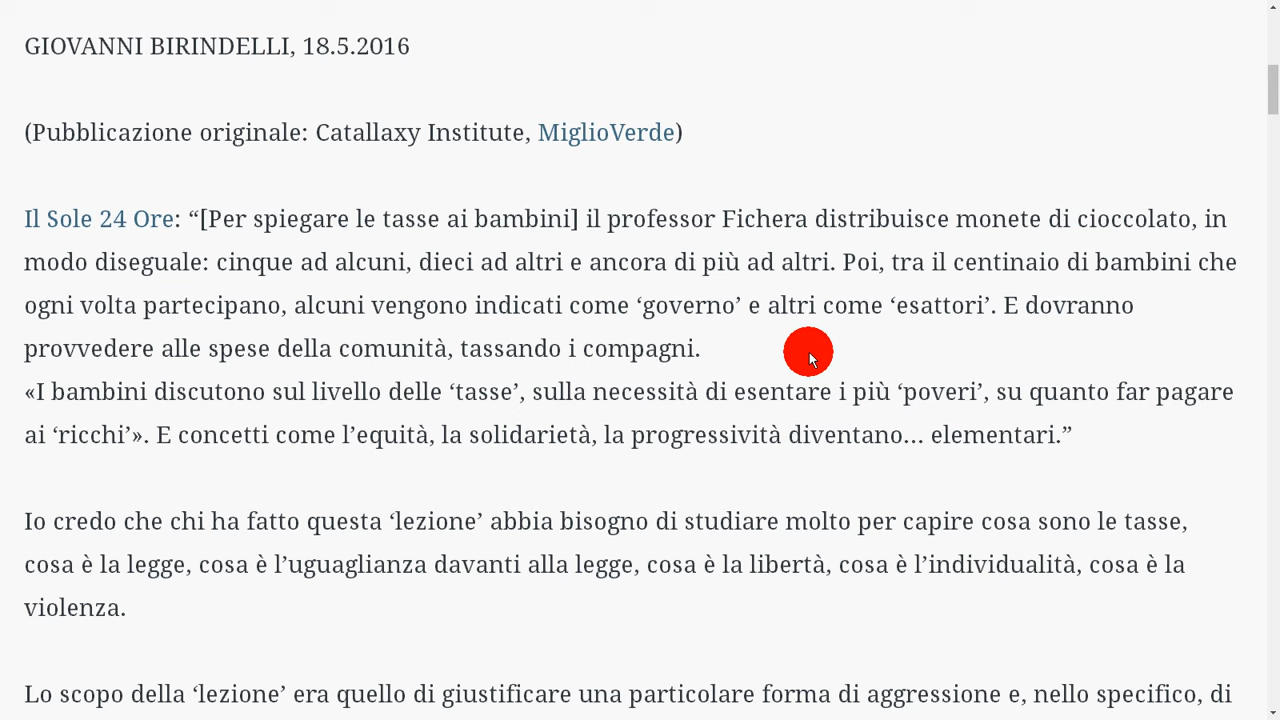 GIOVANNI BIRINDELLI, 18.5.2016
(Pubblicazione originale: Catallaxy Institute, MiglioVerde)
Il Sole 24 Ore: “[Per spiegare le tasse ai bambini] il professor Fichera distribuisce monete di cioccolato, in
modo diseguale: cinque ad alcuni, dieci ad altri e ancora di più ad altri. Poi, tra il centinaio di bambini che
ogni volta partecipano, alcuni vengono indicati come ‘governo’ e altri come ‘esattori’. E dovranno
provvedere alle spese della comunità, tassando i compagni.
«I bambini discutono sul livello delle ‘tasse’, sulla necessità di esentare i più ‘poveri’, su quanto far pagare
ai ‘ricchi’». E concetti come l’equità, la solidarietà, la progressività diventano… elementari.”
Io credo che chi ha fatto questa ‘lezione’ abbia bisogno di studiare molto per capire cosa sono le tasse,
cosa è la legge, cosa è l’uguaglianza davanti alla legge, cosa è la libertà, cosa è l’individualità, cosa è la
violenza.
Lo scopo della ‘lezione’ era quello di giustificare una particolare forma di aggressione e, nello specifico, di